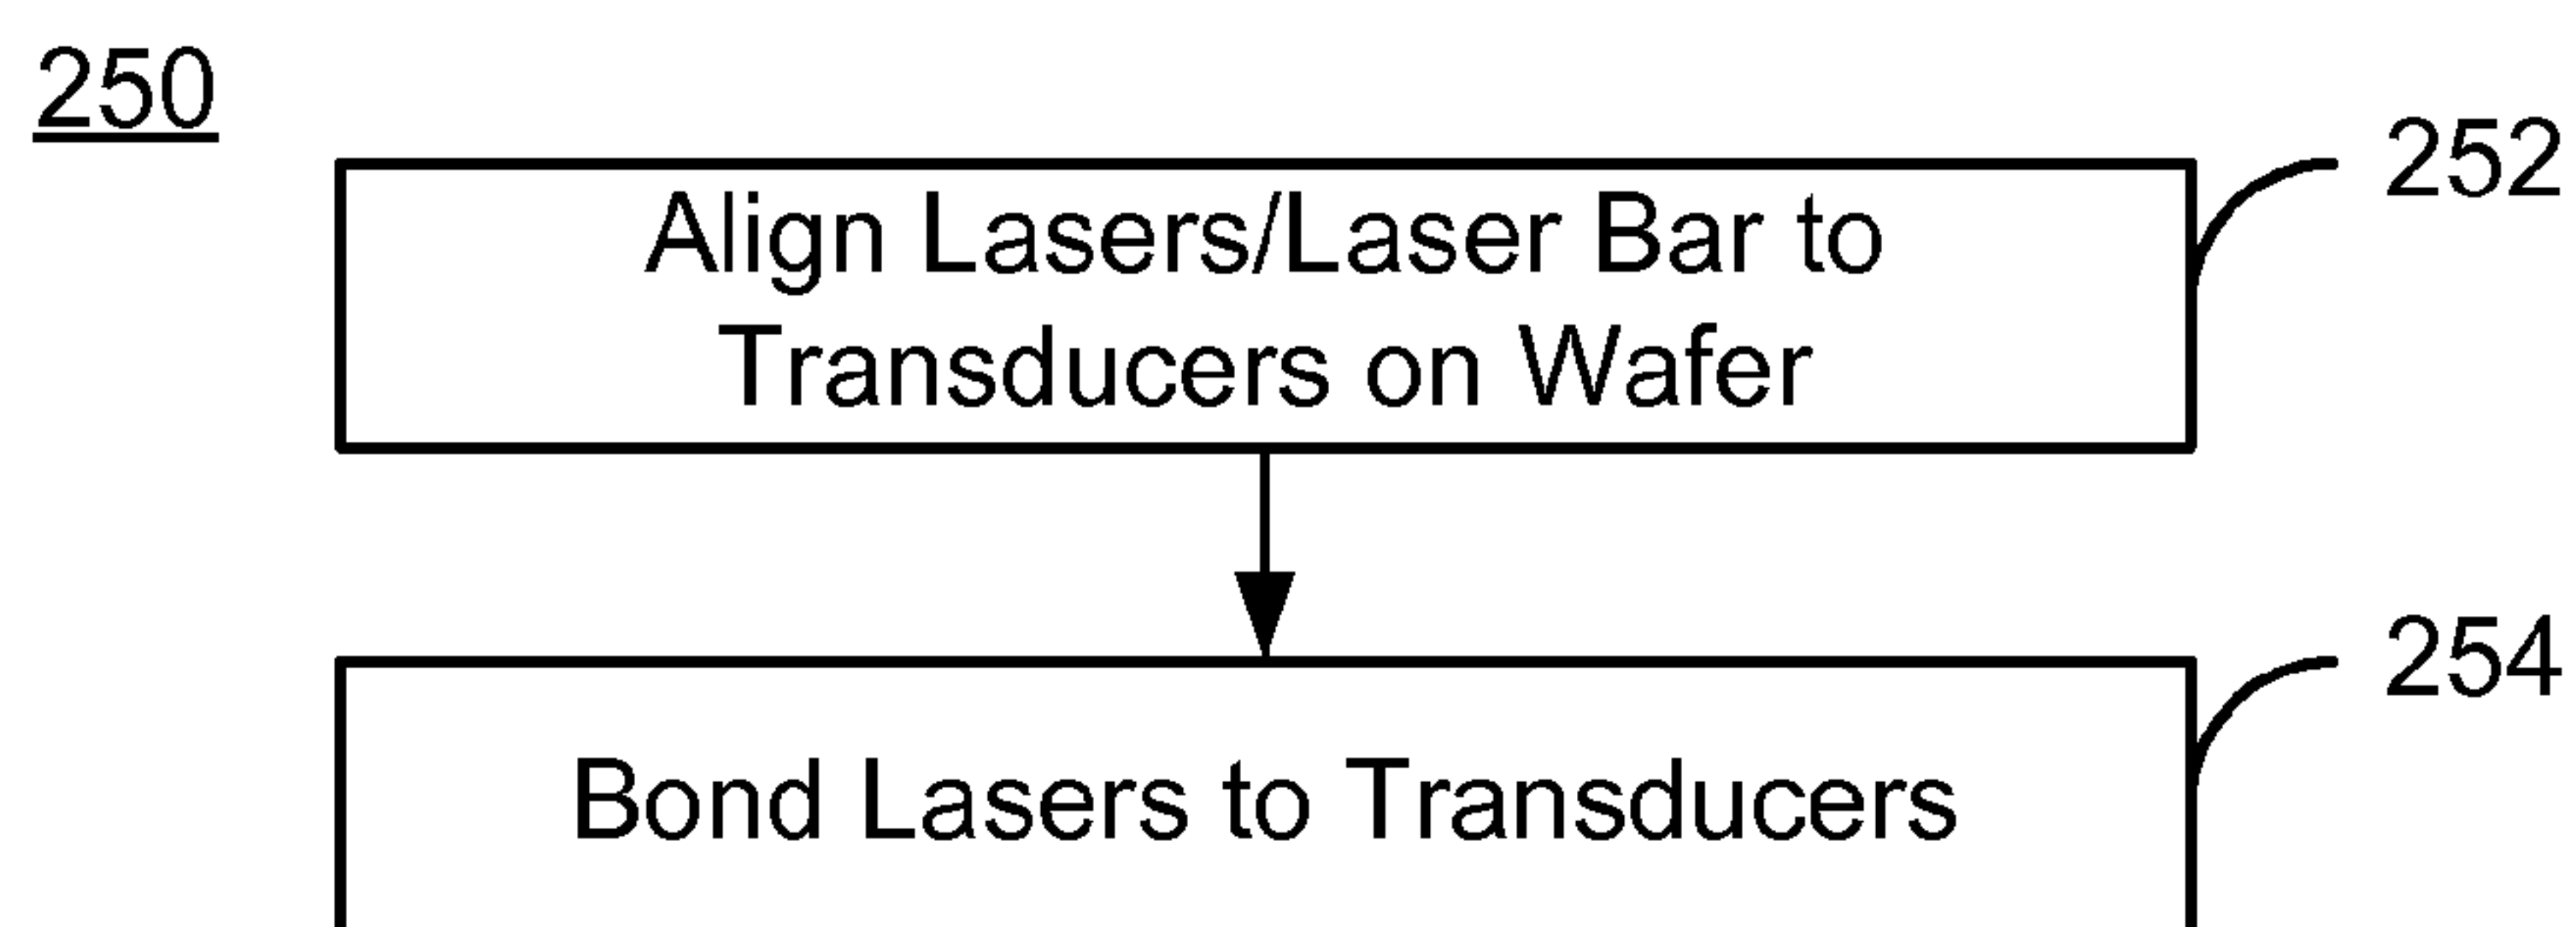 250
252
Align Lasers/Laser Bar to
Transducers on Wafer
254
Bond Lasers to Transducers